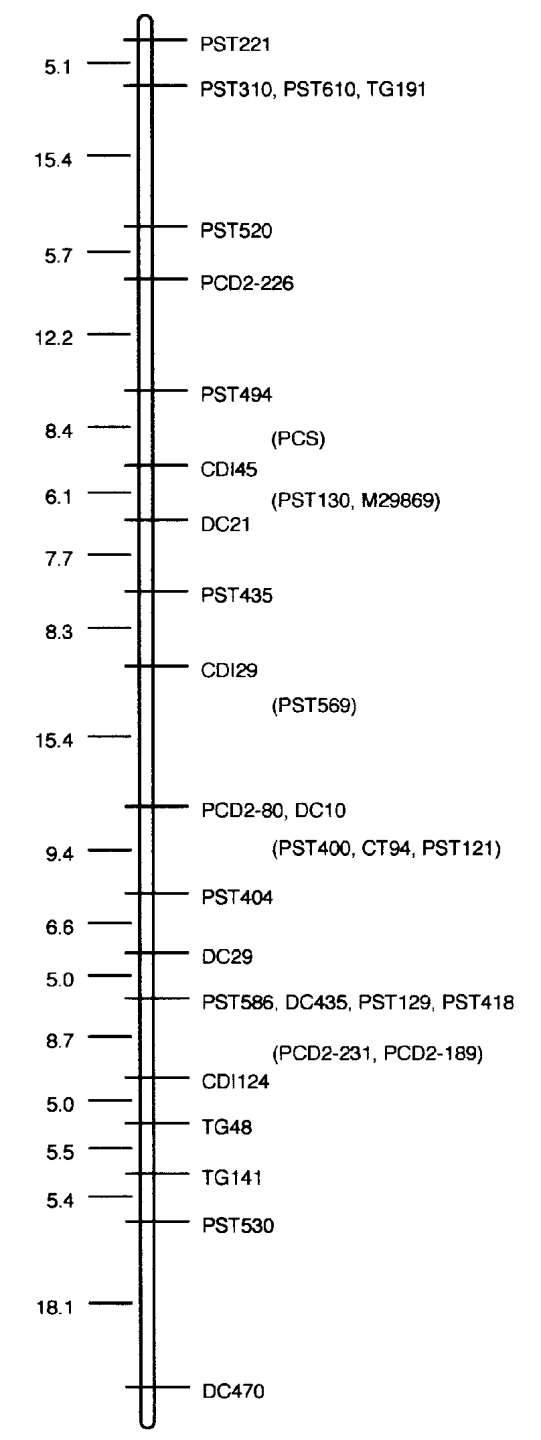 PST221
5.1
PST310, PST610, TG191
15.4
PST520
5.7
PCD2-226
12.2
PST494
8.4
(PCS)
CDI45
6.1
(PST130, M29869)
DC21
7.7
PST435
8.3
CDI29
(PST569)
15.4
PCD2-80, DC10
9.4
(PST400, CT94, PST121)
PST404
6.6
DC29
5.0
PST586, DC435, PST129, PST418
8.7
(PCD2-231, PCD2-189)
CDI124
5.0
TG48
5.5
TG141
5.4
PST530
18.1
DC470